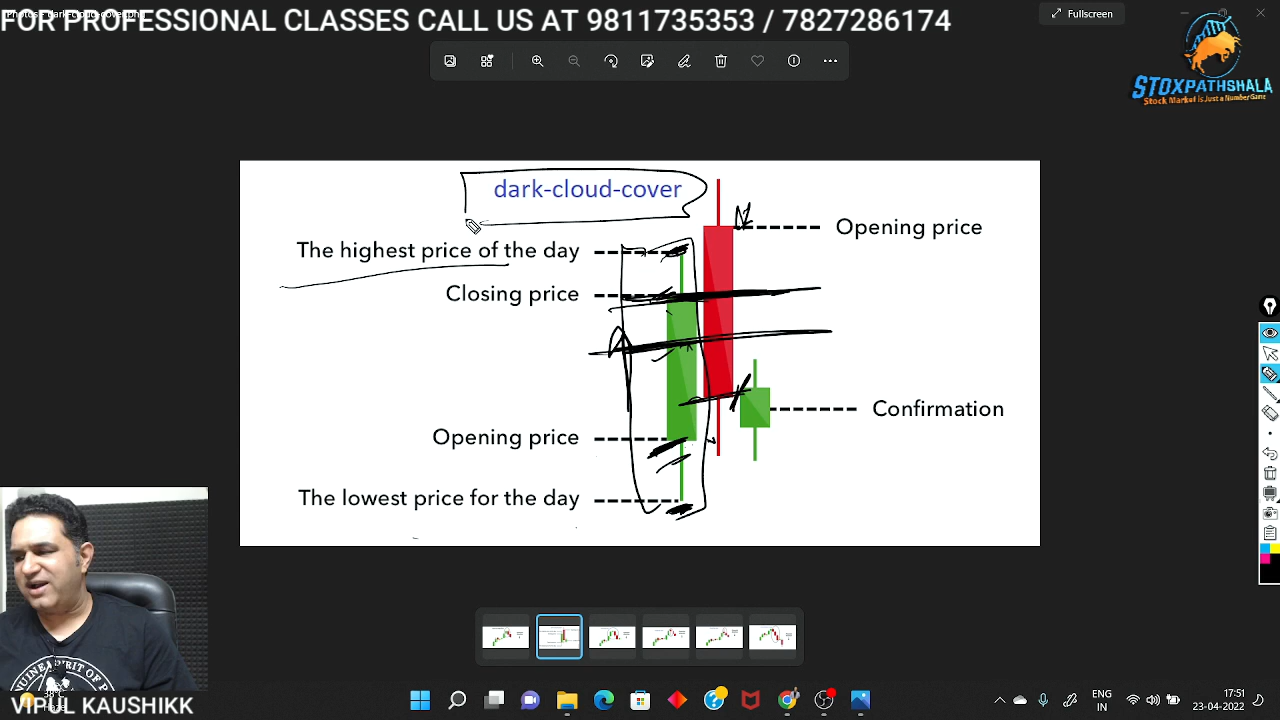 FOR PROFESSIONAL CLASSES CALL US AT 9811735353 / 7827286174
Fullscreen
STOXPATHSHALA
Stock Market is Just a Number Game
dark-cloud-cover
Opening price
The highest price of the day
Closing price
Confirmation
Opening price
The lowest price for the day
VIPUL KAUSHIKK
ENG
IN
17:51
23-04-2022